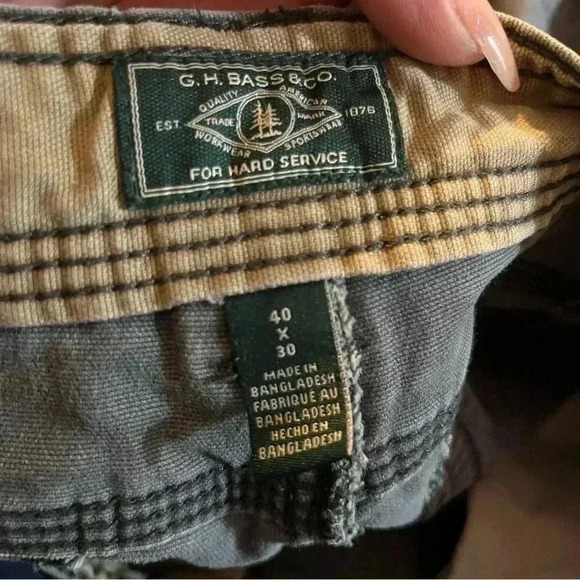 G.H. BASS & CO.
QUALITY AMERICAN
EST. TRADE MARK 1876
WORKWEAR SPORTSWEAR
FOR HARD SERVICE
40
X
30
MADE IN
BANGLADESH
FABRIQUÉ AU
BANGLADESH
HECHO EN
BANGLADESH